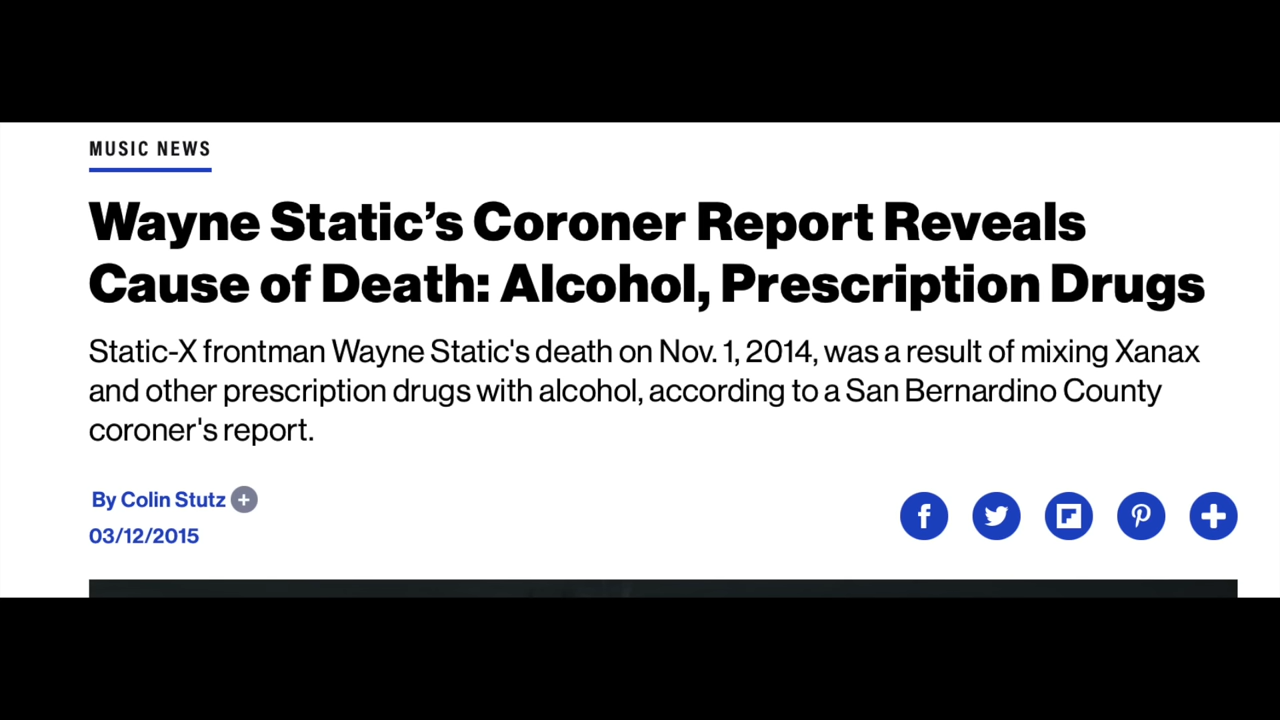 MUSIC NEWS
Wayne Static’s Coroner Report Reveals
Cause of Death: Alcohol, Prescription Drugs
Static-X frontman Wayne Static's death on Nov. 1, 2014, was a result of mixing Xanax
and other prescription drugs with alcohol, according to a San Bernardino County
coroner's report.
By Colin Stutz
03/12/2015